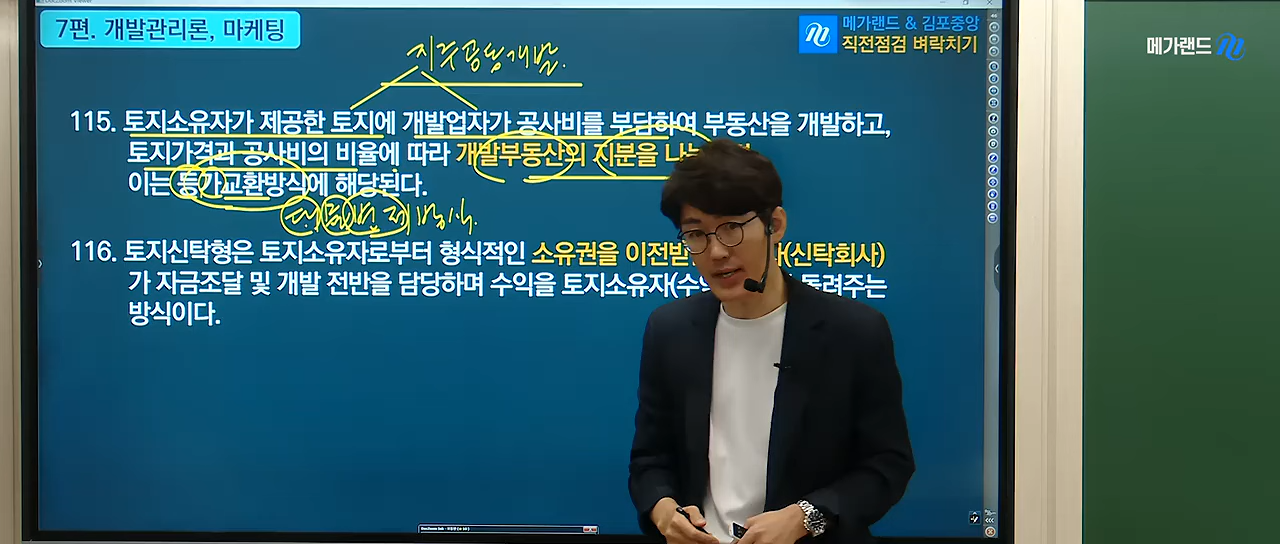 7편. 개발관리론, 마케팅
메가랜드 & 김포중앙
직전점검 벼락치기
메가랜드
지주공동개발.
115. 토지소유자가 제공한 토지에 개발업자가 공사비를 부담하여 부동산을 개발하고,
토지가격과 공사비의 비율에 따라 개발부동산의 지분을
이는 등가교환방식에 해당된다.
116. 토지신탁형은 토지소유자로부터 형식적인 소유권을 이전받 (신탁회사)
가 자금조달 및 개발 전반을 담당하며 수익을 토지소유자( 돌려주는
방식이다.